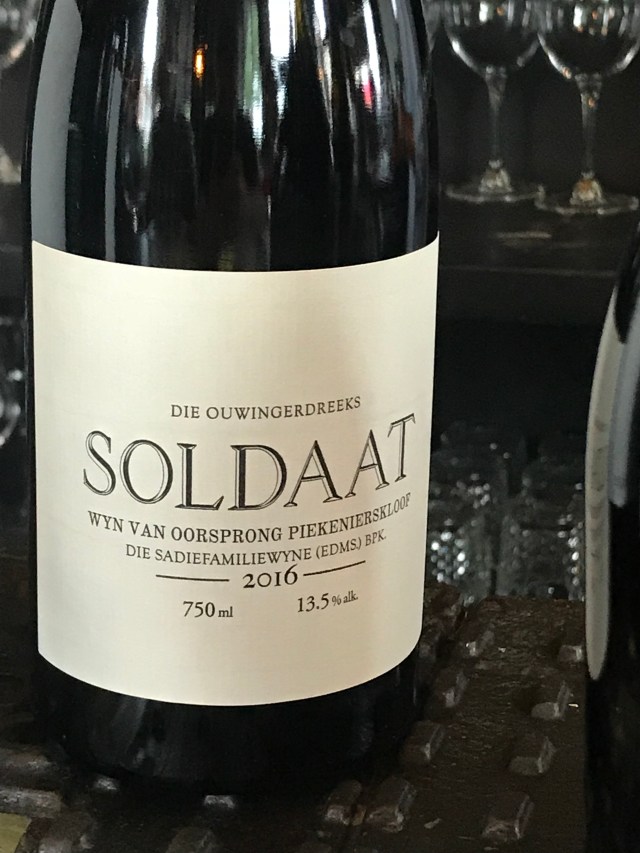 DIE OUWINGERDREEKS
SOLDAAT
WYN VAN OORSPRONG PIEKENIERSKLOOF
DIE SADIEFAMILIEWYNE (EDMS.) BPK.
2016
750 ml 13.5% alk.